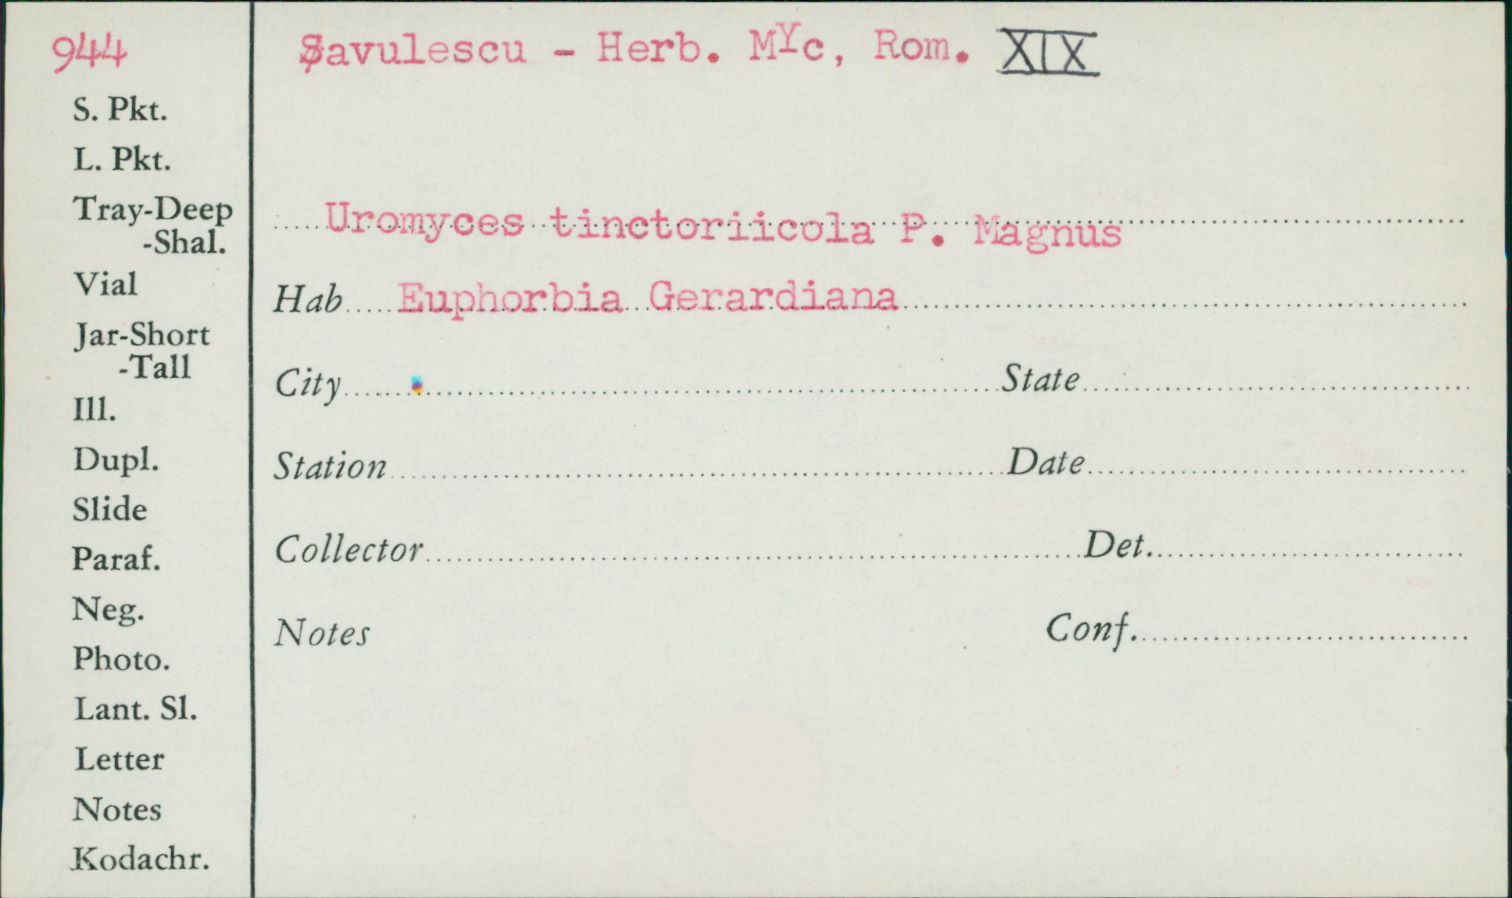 944
Savulescu - Herb. Myc, Rom. XIX
S. Pkt.
L. Pkt.
Tray-Deep
-Shal.
Vial
Jar-Short
-Tall
Ill.
Dupl.
Slide
Paraf.
Neg.
Photo.
Lant. Sl.
Letter
Notes
Kodachr.
Uromyces tinctoriicola P. Magnus
Hab Euphorbia Gerardiana
City State
Station Date
Collector Det.
Notes Conf.